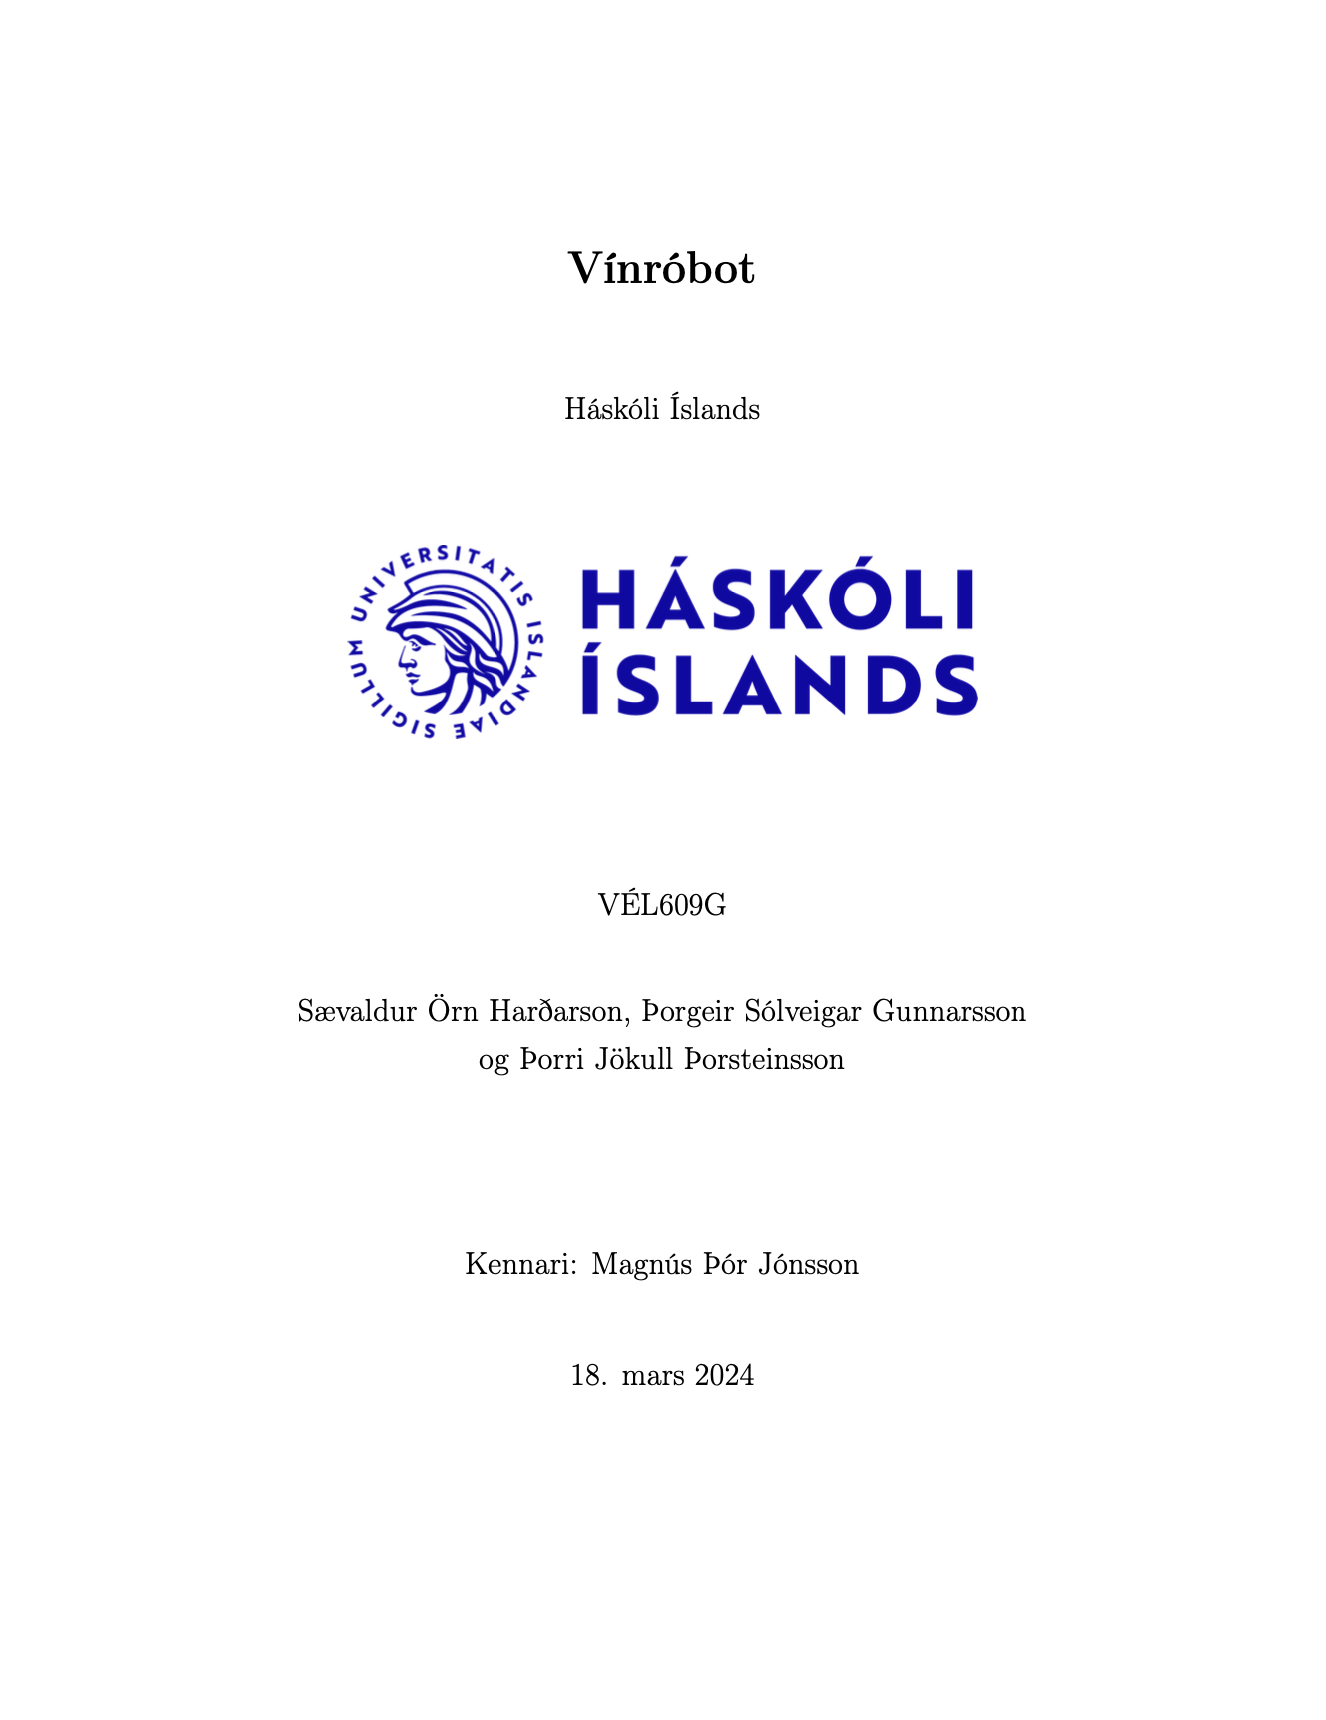 Vínróbot
Háskóli Íslands
SIGILLUM UNIVERSITATIS ISLANDIAE
HÁSKÓLI
ÍSLANDS
VÉL609G
Sævaldur Örn Harðarson, Þorgeir Sólveigar Gunnarsson
og Þorri Jökull Þorsteinsson
Kennari: Magnús Þór Jónsson
18. mars 2024